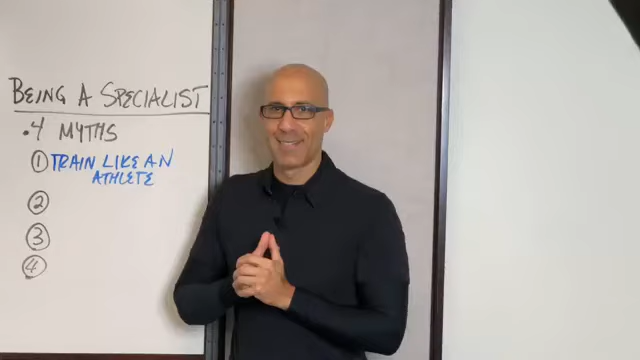 BEING A SPECIALIST
• 4 MYTHS
① TRAIN LIKE AN
ATHLETE
②
③
④